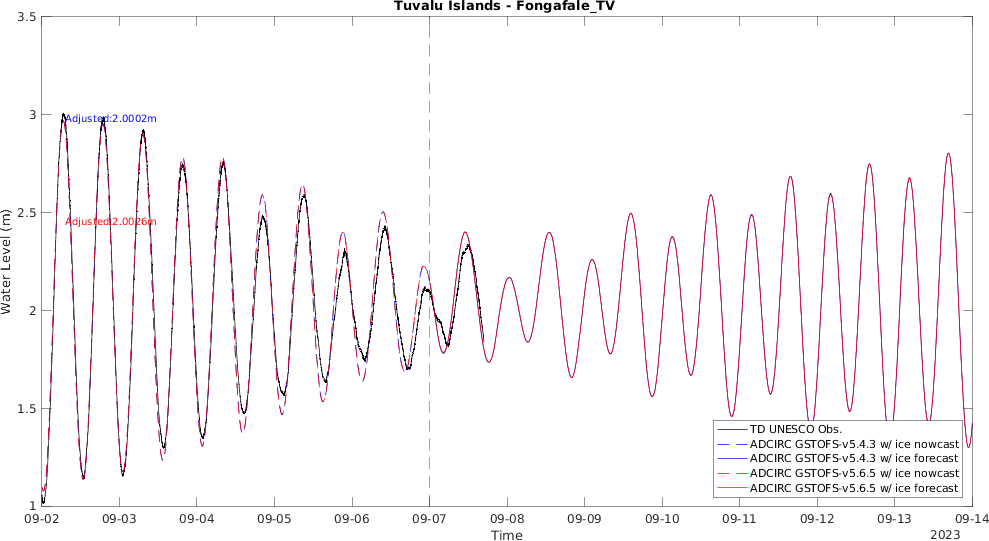 Tuvalu Islands - Fongafale_TV
3.5
3
2.5
2
1.5
1
Water Level (m)
Adjusted:2.0002m
Adjusted:2.0026m
TD UNESCO Obs.
ADCIRC GSTOFS-v5.4.3 w/ ice nowcast
ADCIRC GSTOFS-v5.4.3 w/ ice forecast
ADCIRC GSTOFS-v5.6.5 w/ ice nowcast
ADCIRC GSTOFS-v5.6.5 w/ ice forecast
09-02 09-03 09-04 09-05 09-06 09-07 09-08 09-09 09-10 09-11 09-12 09-13 09-14
Time
2023